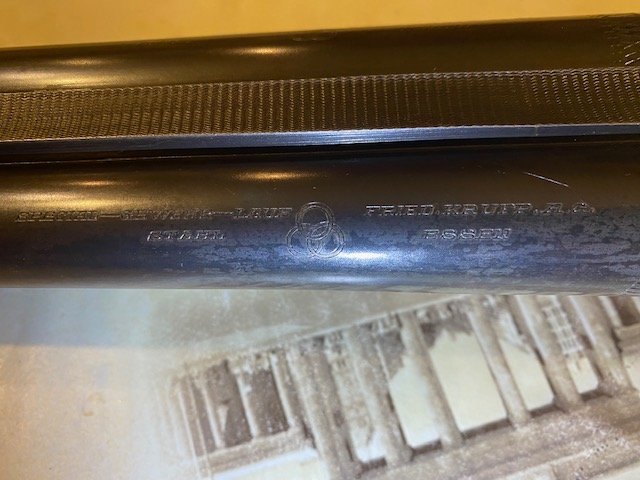 SPECIAL–GEWEHR–LAUF
STAHL
FRIED. KRUPP. A. G.
ESSEN